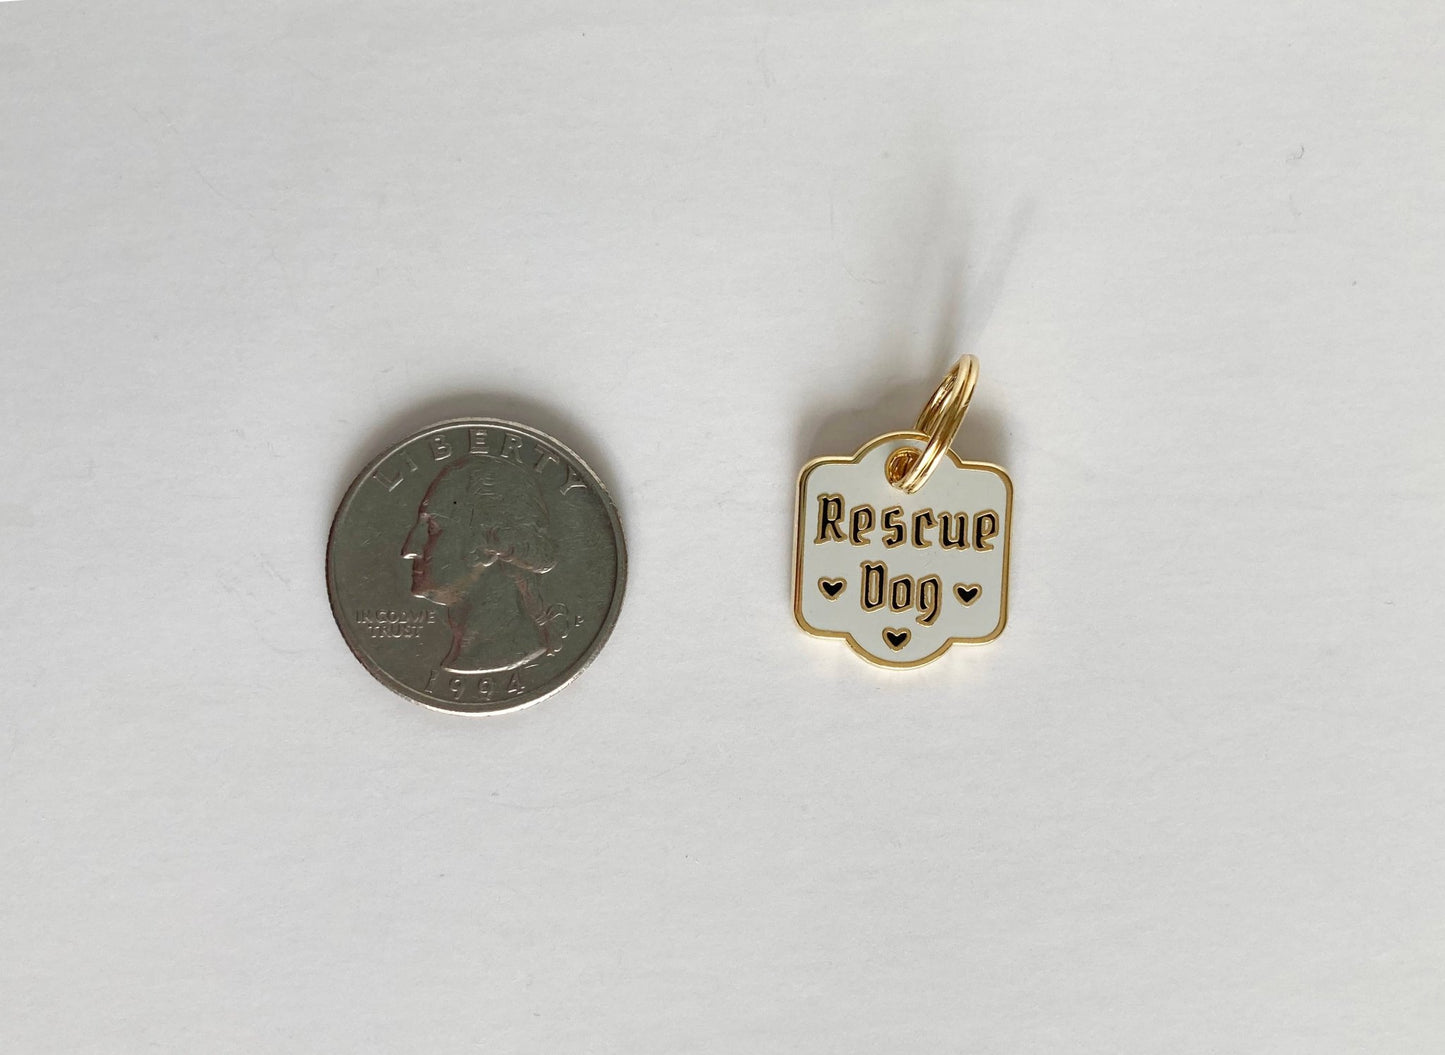 LIBERTY
IN GOD WE
TRUST
P
1994
Rescue
Dog